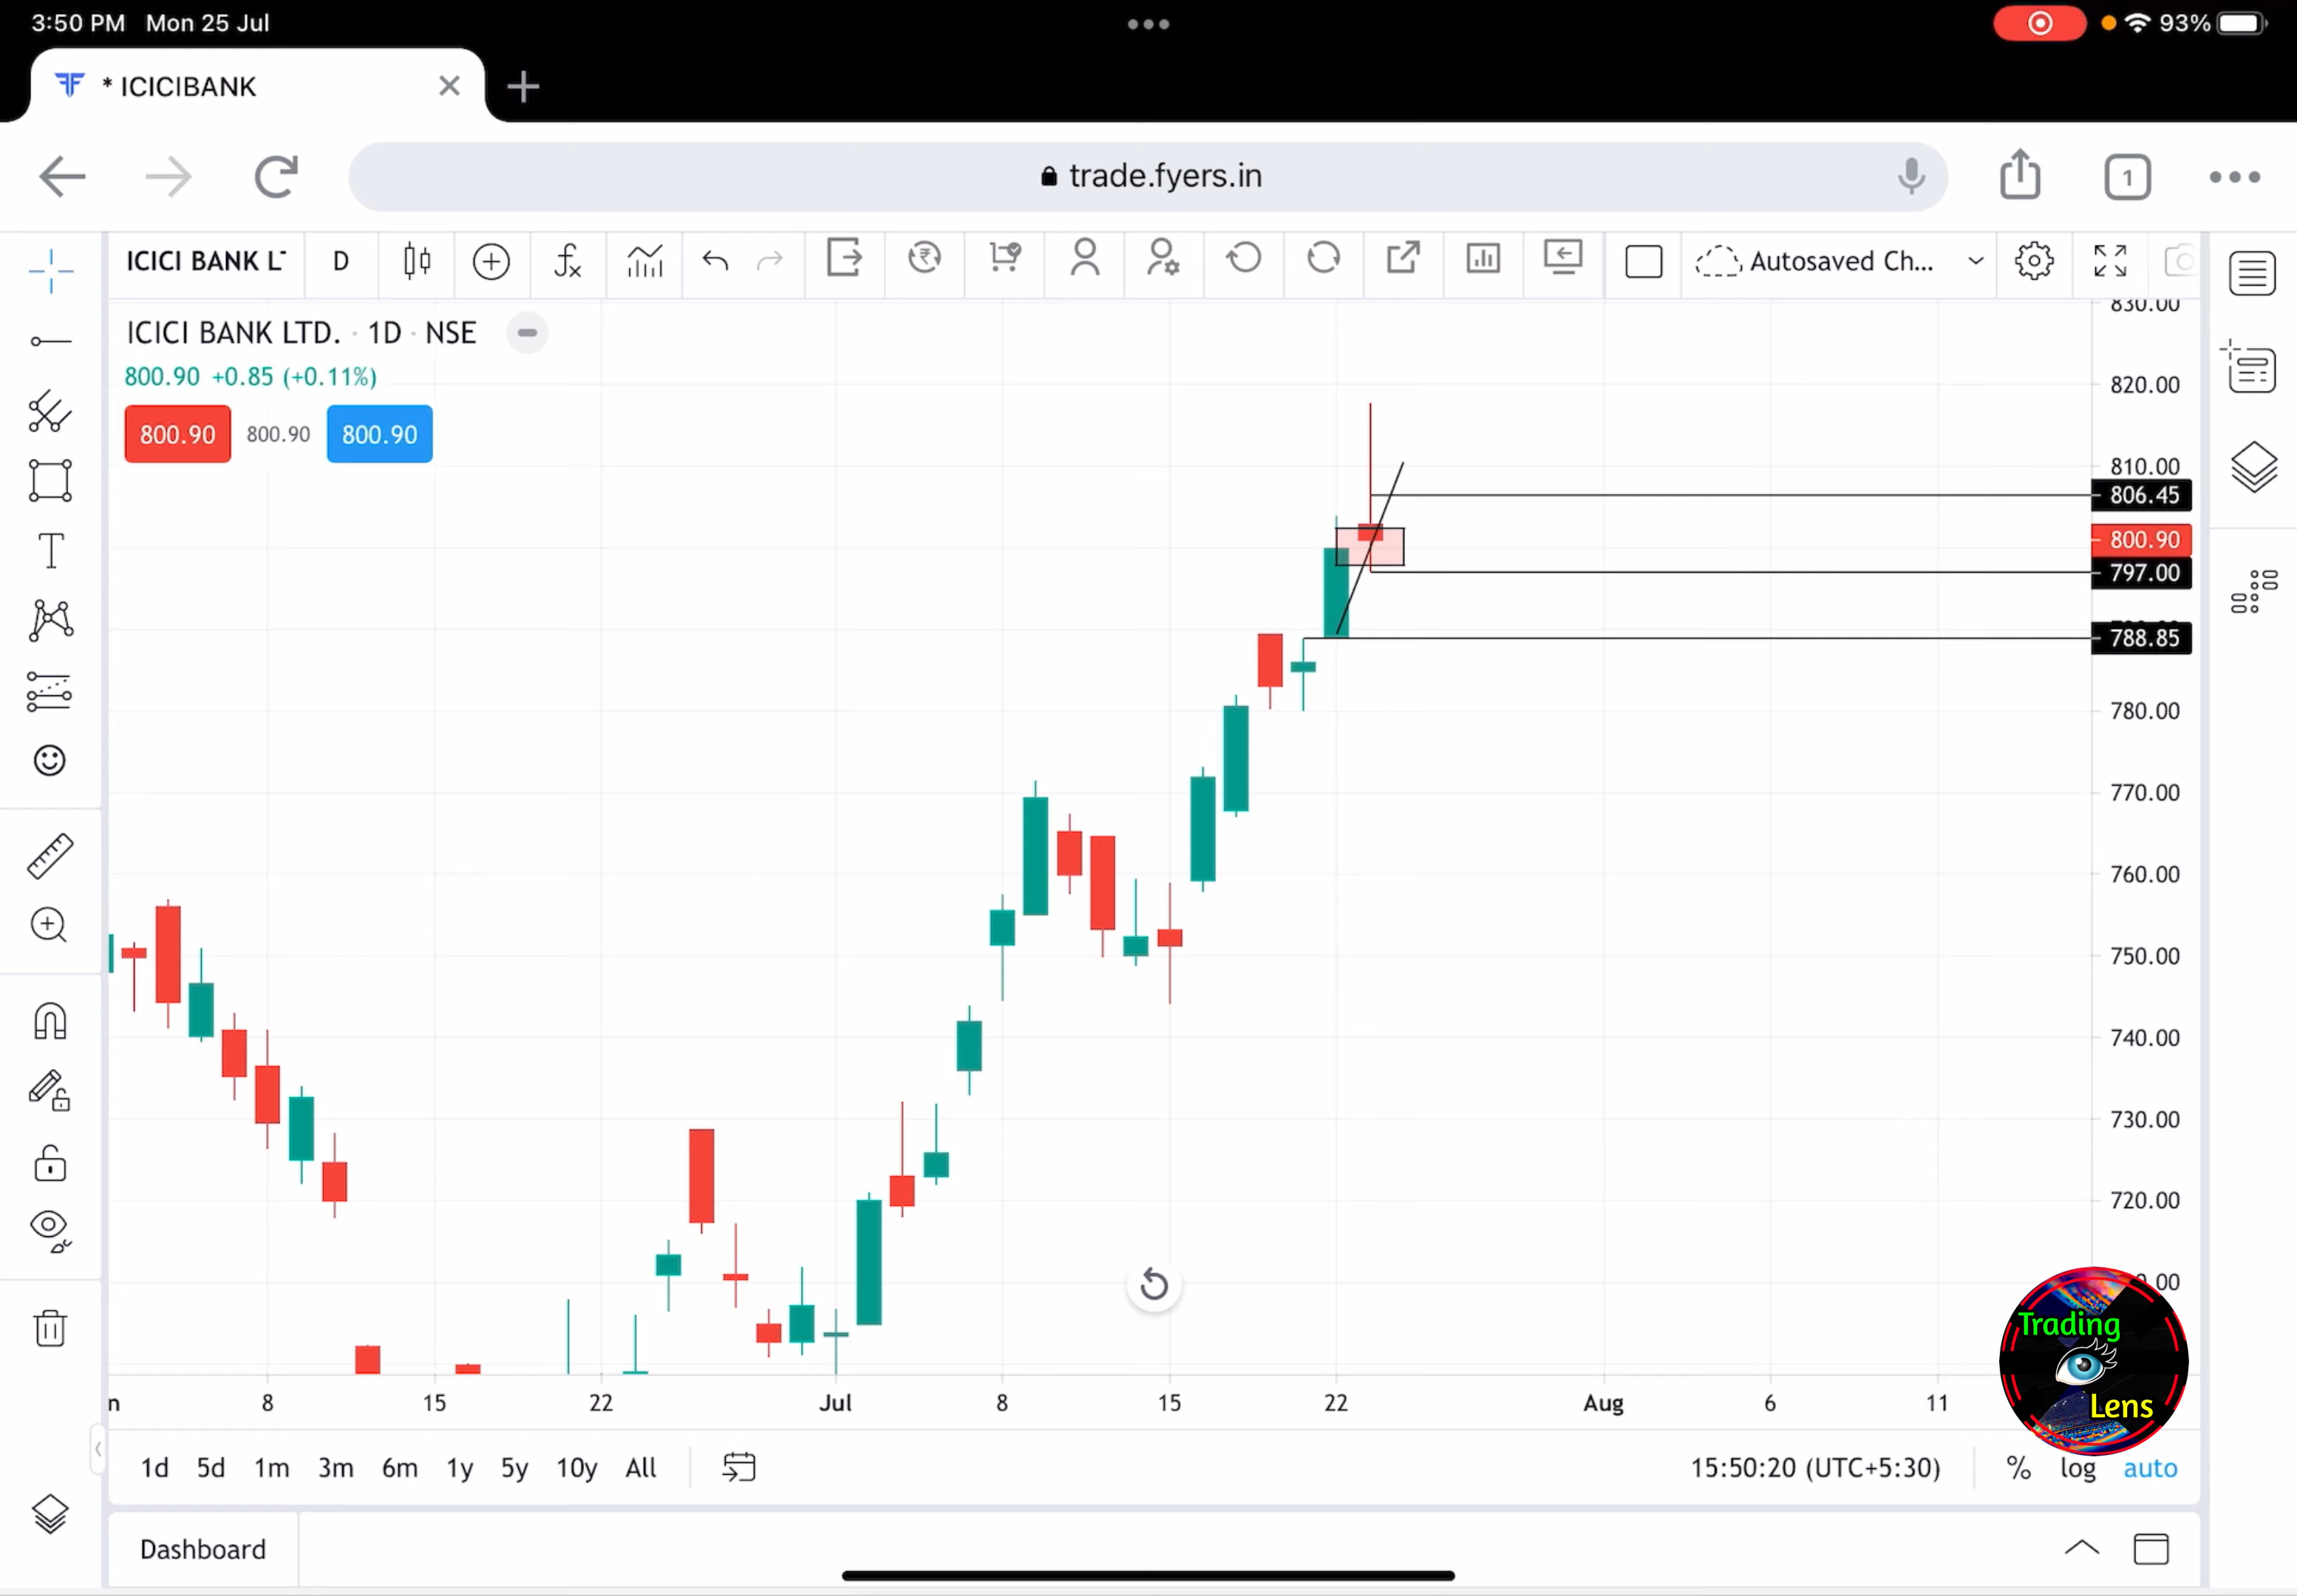 3:50 PM Mon 25 Jul
93%
* ICICIBANK
trade.fyers.in
1
ICICI BANK L
D
Autosaved Ch...
ICICI BANK LTD. · 1D · NSE
800.90 +0.85 (+0.11%)
800.90 800.90 800.90
830.00
820.00
810.00
806.45
800.90
797.00
788.85
780.00
770.00
760.00
750.00
740.00
730.00
720.00
Trading
Lens
n 8 15 22 Jul 8 15 22 Aug 6 11
1d 5d 1m 3m 6m 1y 5y 10y All
15:50:20 (UTC+5:30) % log auto
Dashboard